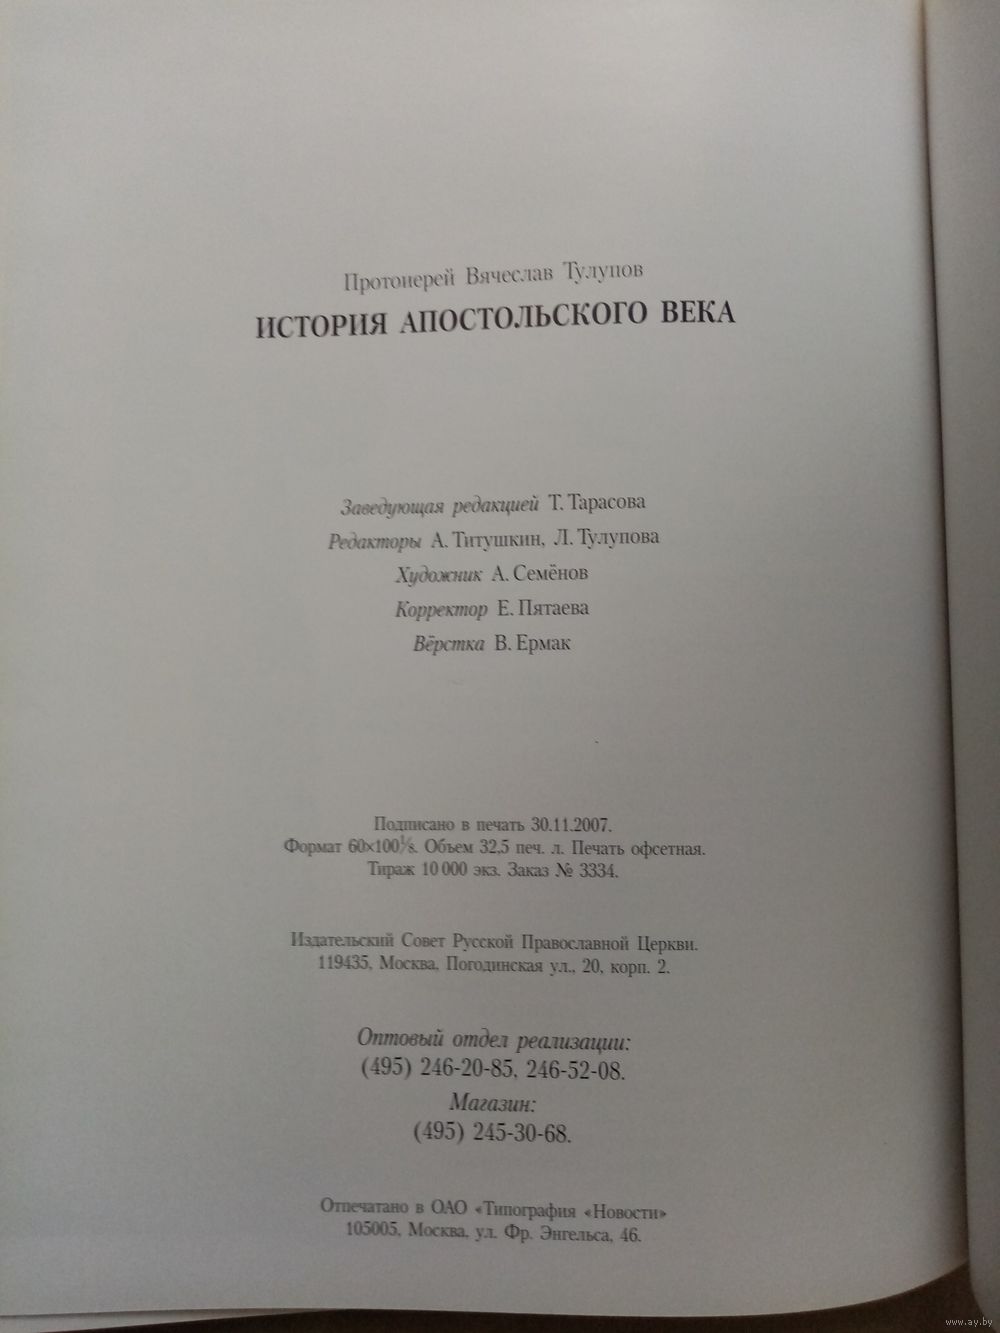 Протоиерей Вячеслав Тулупов
ИСТОРИЯ АПОСТОЛЬСКОГО ВЕКА
Заведующая редакцией Т. Тарасова
Редакторы А. Титушкин, Л. Тулупова
Художник А. Семёнов
Корректор Е. Пятаева
Вёрстка В. Ермак
Подписано в печать 30.11.2007.
Формат 60×100⅛. Объем 32,5 печ. л. Печать офсетная.
Тираж 10 000 экз. Заказ № 3334.
Издательский Совет Русской Православной Церкви.
119435, Москва, Погодинская ул., 20, корп. 2.
Оптовый отдел реализации:
(495) 246-20-85, 246-52-08.
Магазин:
(495) 245-30-68.
Отпечатано в ОАО «Типография «Новости»
105005, Москва, ул. Фр. Энгельса, 46.
www.ay.by